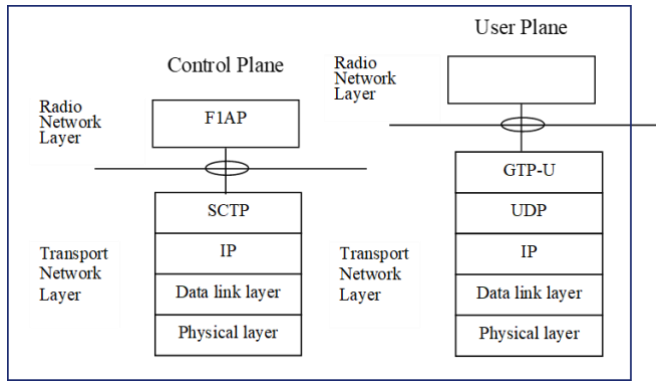 Control Plane
Radio
Network
Layer
F1AP
Transport
Network
Layer
SCTP
IP
Data link layer
Physical layer
User Plane
Radio
Network
Layer
Transport
Network
Layer
GTP-U
UDP
IP
Data link layer
Physical layer